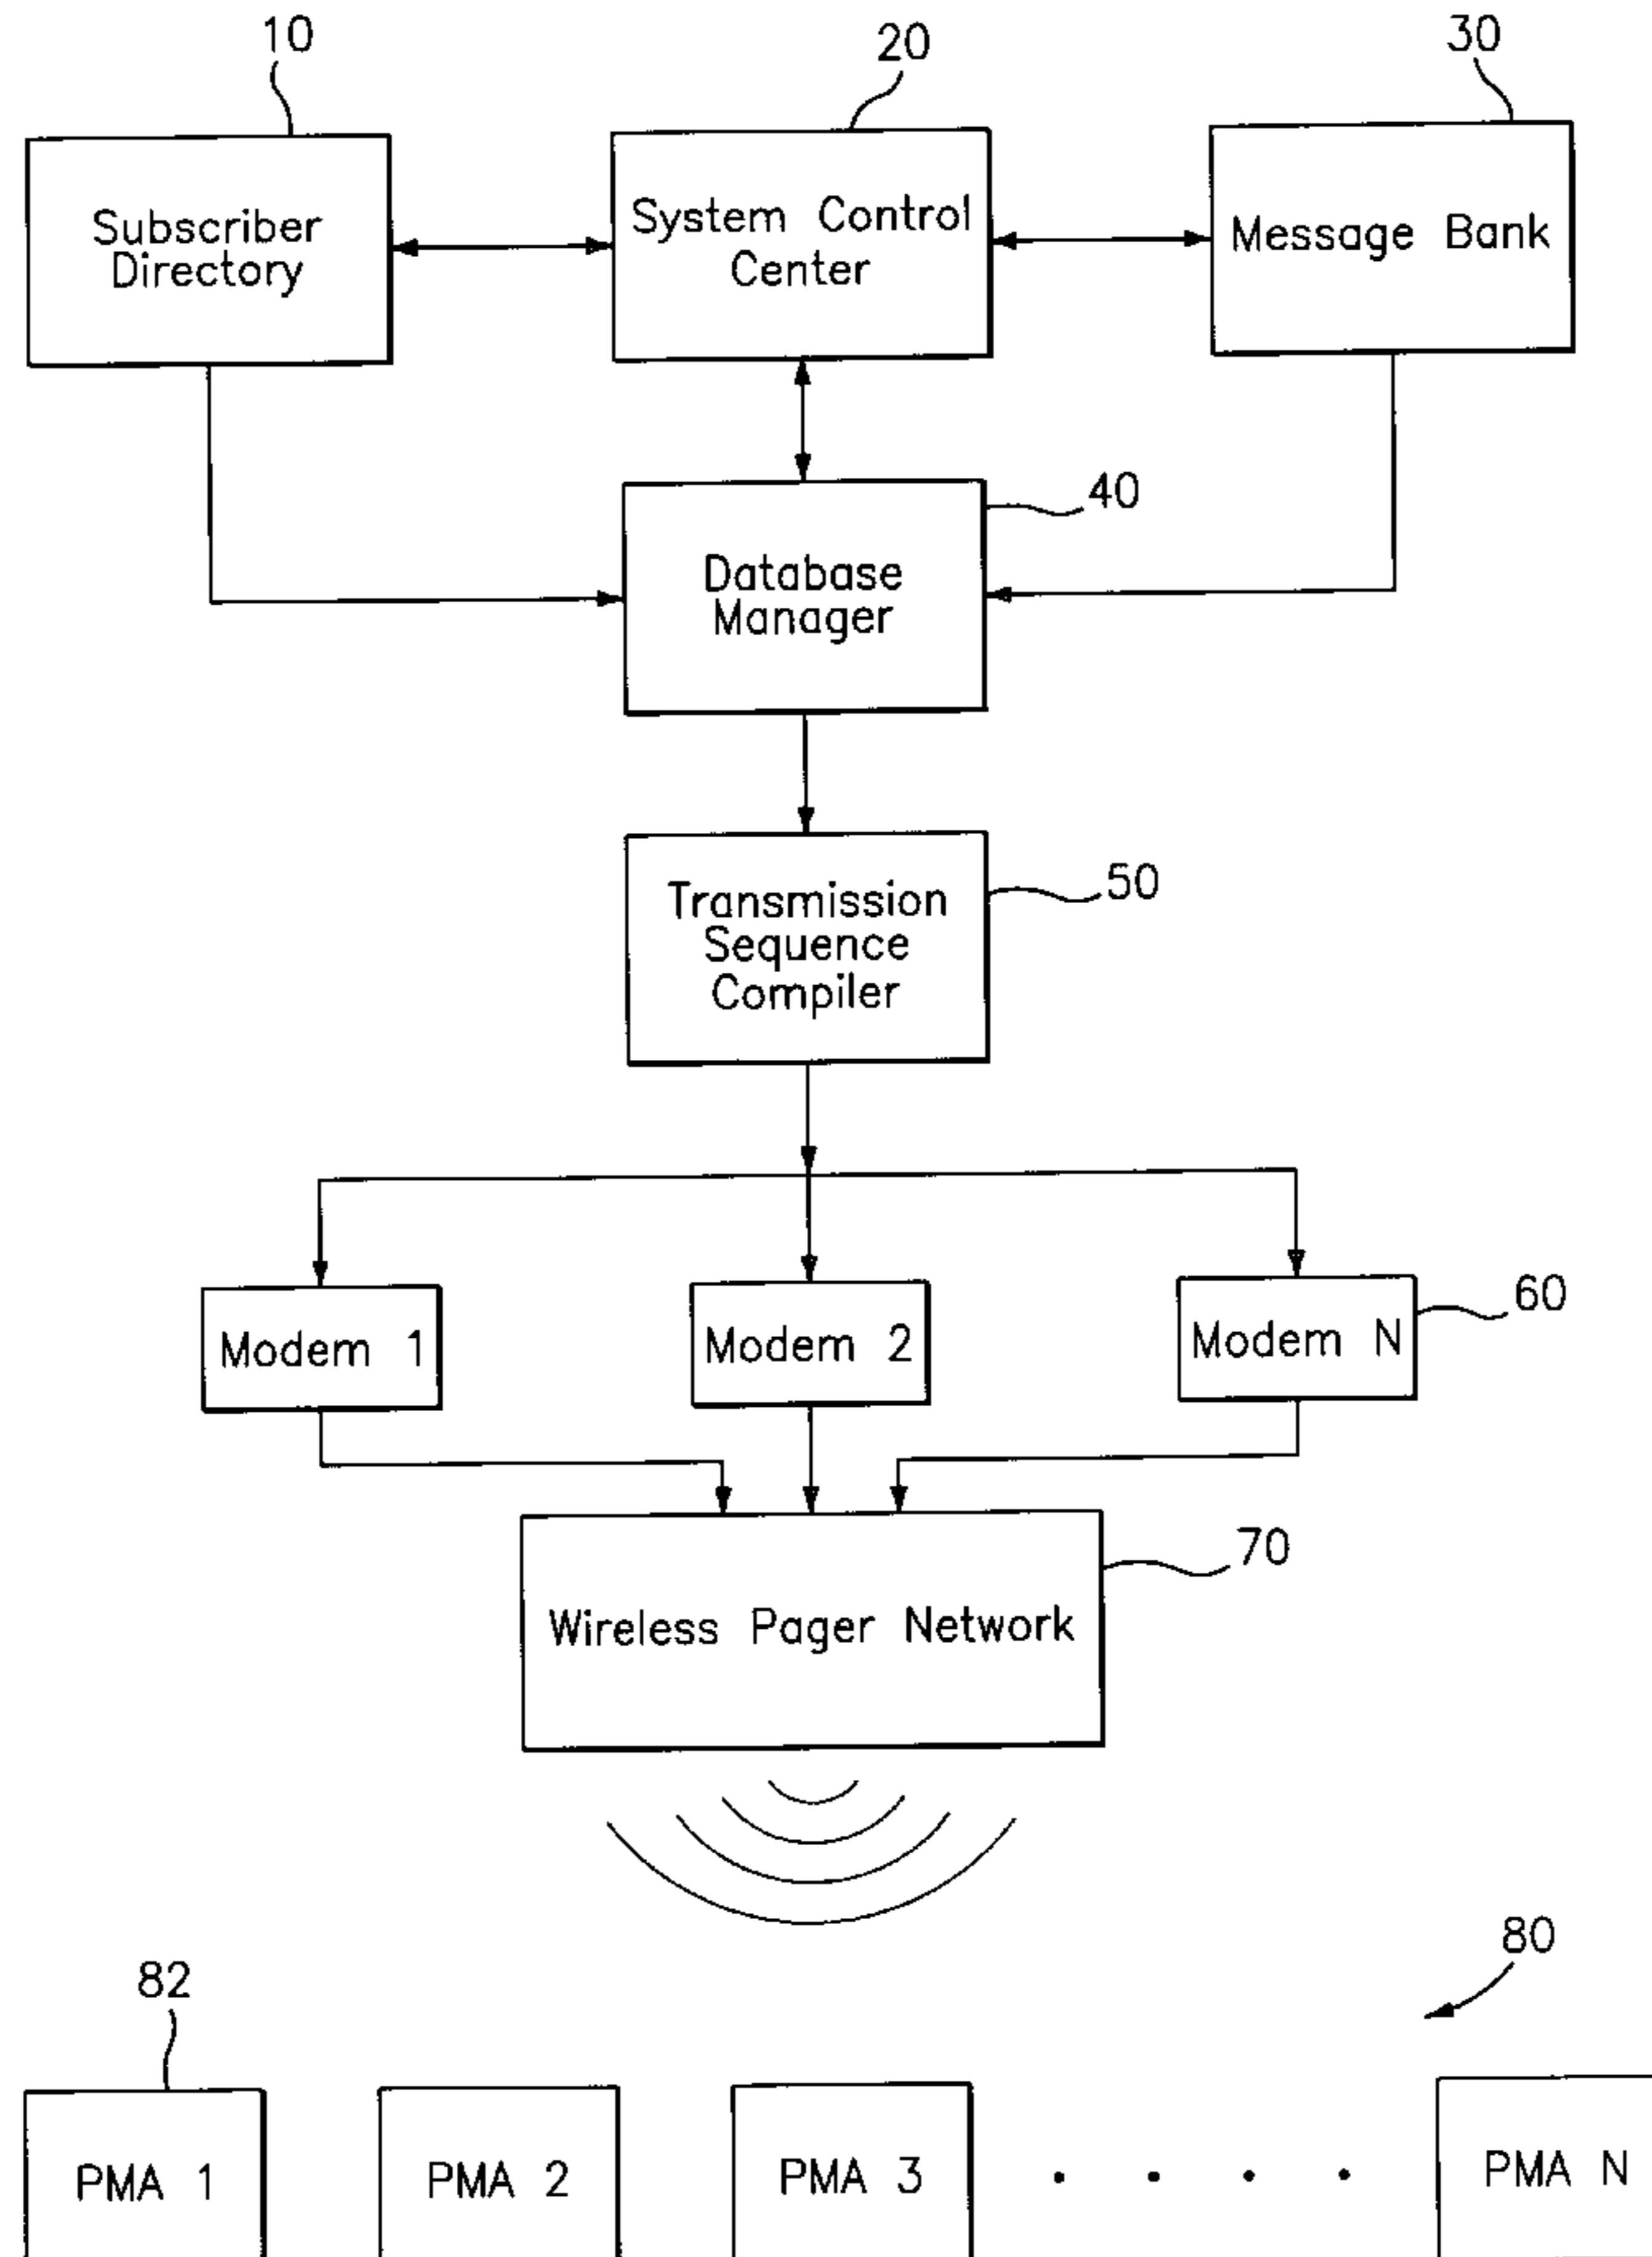 10
20
30
Subscriber
Directory
System Control
Center
Message Bank
40
Database
Manager
50
Transmission
Sequence
Compiler
60
Modem 1
Modem 2
Modem N
70
Wireless Pager Network
80
82
PMA 1
PMA 2
PMA 3
. . . .
PMA N